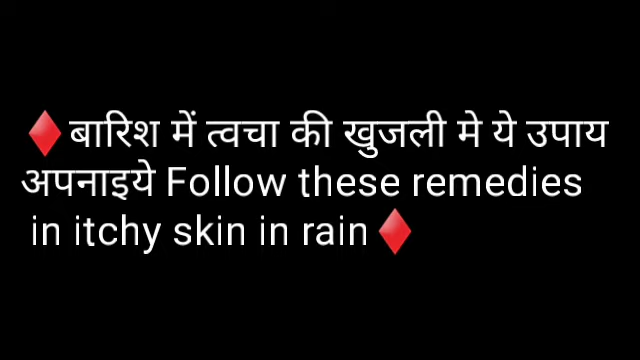 ♦️बारिश में त्वचा की खुजली मे ये उपाय
अपनाइये Follow these remedies
in itchy skin in rain♦️